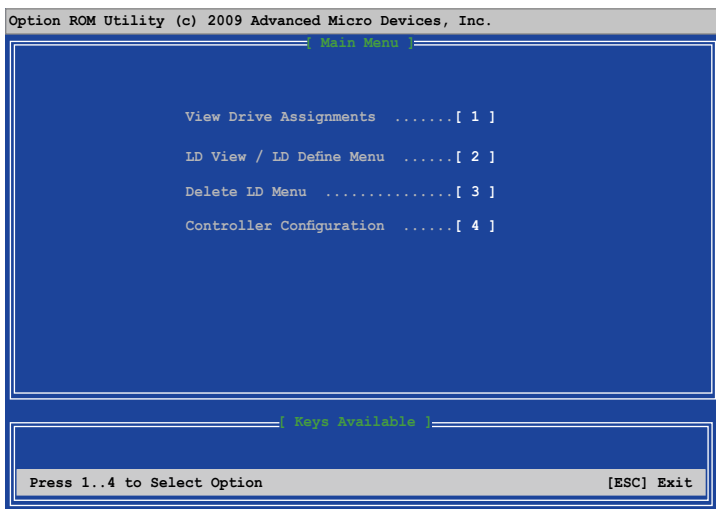 Option ROM Utility (c) 2009 Advanced Micro Devices, Inc.
[ Main Menu ]
View Drive Assignments .......[ 1 ]
LD View / LD Define Menu ......[ 2 ]
Delete LD Menu ...............[ 3 ]
Controller Configuration ......[ 4 ]
[ Keys Available ]
Press 1..4 to Select Option [ESC] Exit